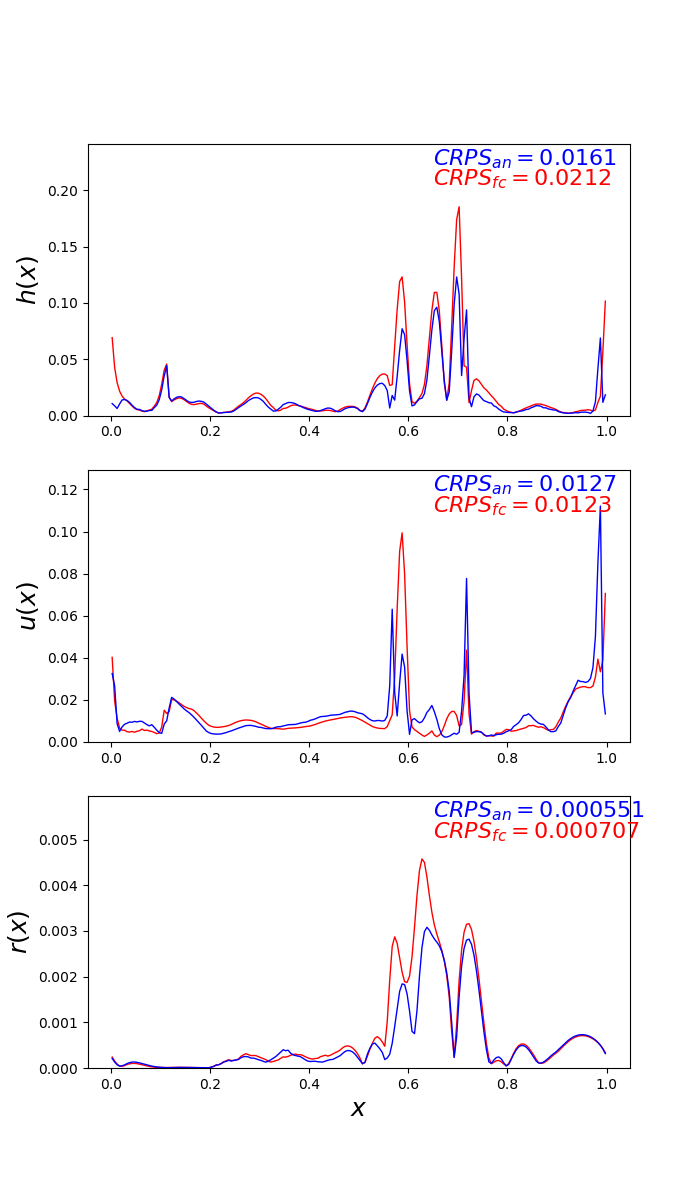 CRPS_an = 0.0161
CRPS_fc = 0.0212
0.20
0.15
0.10
0.05
0.00
h(x)
0.0 0.2 0.4 0.6 0.8 1.0
CRPS_an = 0.0127
CRPS_fc = 0.0123
0.12
0.10
0.08
0.06
0.04
0.02
0.00
u(x)
0.0 0.2 0.4 0.6 0.8 1.0
CRPS_an = 0.000551
CRPS_fc = 0.000707
0.005
0.004
0.003
0.002
0.001
0.000
r(x)
0.0 0.2 0.4 0.6 0.8 1.0
x